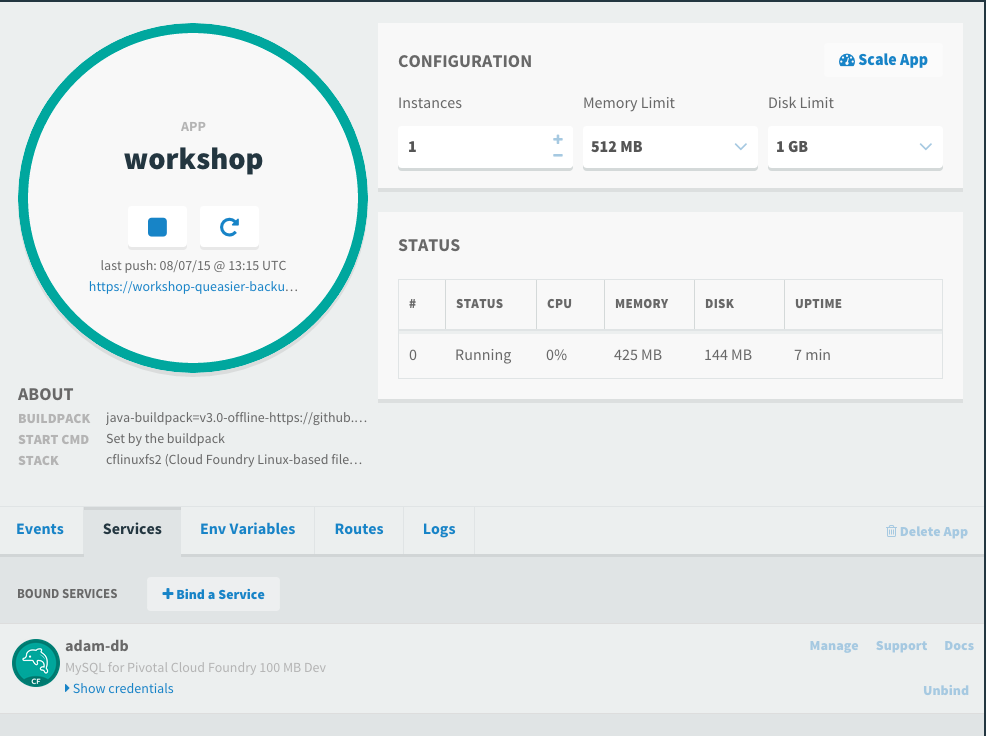 APP
workshop
last push: 08/07/15 @ 13:15 UTC
https://workshop-queasier-backu…
CONFIGURATION
Scale App
Instances Memory Limit Disk Limit
1 512 MB 1 GB
STATUS
# STATUS CPU MEMORY DISK UPTIME
0 Running 0% 425 MB 144 MB 7 min
ABOUT
BUILDPACK java-buildpack=v3.0-offline-https://github.…
START CMD Set by the buildpack
STACK cflinuxfs2 (Cloud Foundry Linux-based file…
Events Services Env Variables Routes Logs Delete App
BOUND SERVICES Bind a Service
adam-db Manage Support Docs
MySQL for Pivotal Cloud Foundry 100 MB Dev
CF
Show credentials Unbind